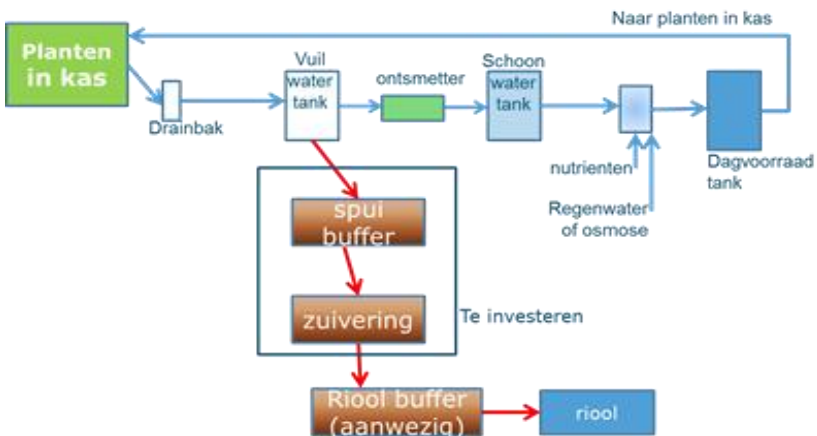 Naar planten in kas
Planten
in kas
Vuil
water
tank
ontsmetter
Schoon
water
tank
Drainbak
nutrienten
Dagvoorraad
tank
Regenwater
of osmose
spui
buffer
zuivering
Te investeren
Riool buffer
(aanwezig)
riool